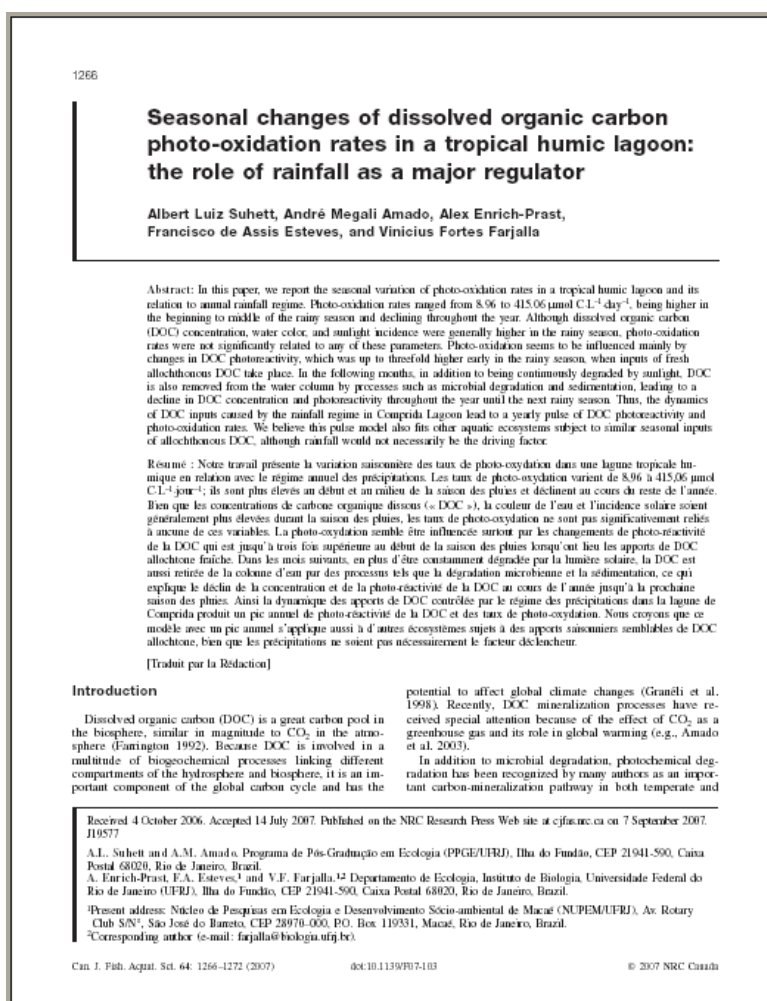 1266
Seasonal changes of dissolved organic carbon
photo-oxidation rates in a tropical humic lagoon:
the role of rainfall as a major regulator
Albert Luiz Suhett, André Megali Amado, Alex Enrich-Prast,
Francisco de Assis Esteves, and Vinicius Fortes Farjalla
Abstract: In this paper, we report the seasonal variation of photo-oxidation rates in a tropical humic lagoon and its
relation to annual rainfall regime. Photo-oxidation rates ranged from 8.96 to 415.06 µmol C·L⁻¹·day⁻¹, being higher in
the beginning to middle of the rainy season and declining throughout the year. Although dissolved organic carbon
(DOC) concentration, water color, and sunlight incidence were generally higher in the rainy season, photo-oxidation
rates were not significantly related to any of these parameters. Photo-oxidation seems to be influenced mainly by
changes in DOC photoreactivity, which was up to threefold higher early in the rainy season, when inputs of fresh
allochthonous DOC take place. In the following months, in addition to being continuously degraded by sunlight, DOC
is also removed from the water column by processes such as microbial degradation and sedimentation, leading to a
decline in DOC concentration and photoreactivity throughout the year until the next rainy season. Thus, the dynamics
of DOC inputs caused by the rainfall regime in Comprida Lagoon lead to a yearly pulse of DOC photoreactivity and
photo-oxidation rates. We believe this pulse model also fits other aquatic ecosystems subject to similar seasonal inputs
of allochthonous DOC, although rainfall would not necessarily be the driving factor.
Résumé : Notre travail présente la variation saisonnière des taux de photo-oxydation dans une lagune tropicale hu-
mique en relation avec le régime annuel des précipitations. Les taux de photo-oxydation varient de 8,96 à 415,06 µmol
C·L⁻¹·jour⁻¹; ils sont plus élevés au début et au milieu de la saison des pluies et déclinent au cours du reste de l'année.
Bien que les concentrations de carbone organique dissous (« DOC »), la couleur de l'eau et l'incidence solaire soient
généralement plus élevées durant la saison des pluies, les taux de photo-oxydation ne sont pas significativement reliés
à aucune de ces variables. La photo-oxydation semble être influencée surtout par les changements de photo-réactivité
de la DOC qui est jusqu'à trois fois supérieure au début de la saison des pluies lorsqu'ont lieu les apports de DOC
allochtone fraîche. Dans les mois suivants, en plus d'être constamment dégradée par la lumière solaire, la DOC est
aussi retirée de la colonne d'eau par des processus tels que la dégradation microbienne et la sédimentation, ce qui
explique le déclin de la concentration et de la photo-réactivité de la DOC au cours de l'année jusqu'à la prochaine
saison des pluies. Ainsi la dynamique des apports de DOC contrôlée par le régime des précipitations dans la lagune de
Comprida produit un pic annuel de photo-réactivité de la DOC et des taux de photo-oxydation. Nous croyons que ce
modèle avec un pic annuel s'applique aussi à d'autres écosystèmes sujets à des apports saisonniers semblables de DOC
allochtone, bien que les précipitations ne soient pas nécessairement le facteur déclencheur.
[Traduit par la Rédaction]
Introduction
Dissolved organic carbon (DOC) is a great carbon pool in
the biosphere, similar in magnitude to CO₂ in the atmo-
sphere (Farrington 1992). Because DOC is involved in a
multitude of biogeochemical processes linking different
compartments of the hydrosphere and biosphere, it is an im-
portant component of the global carbon cycle and has the
potential to affect global climate changes (Granéli et al.
1998). Recently, DOC mineralization processes have re-
ceived special attention because of the effect of CO₂ as a
greenhouse gas and its role in global warming (e.g., Amado
et al. 2003).
In addition to microbial degradation, photochemical deg-
radation has been recognized by many authors as an impor-
tant carbon-mineralization pathway in both temperate and
Received 4 October 2006. Accepted 14 July 2007. Published on the NRC Research Press Web site at cjfas.nrc.ca on 7 September 2007.
J19577
A.L. Suhett and A.M. Amado. Programa de Pós-Graduação em Ecologia (PPGE/UFRJ), Ilha do Fundão, CEP 21941-590, Caixa
Postal 68020, Rio de Janeiro, Brazil.
A. Enrich-Prast, F.A. Esteves,¹ and V.F. Farjalla.¹,² Departamento de Ecologia, Instituto de Biologia, Universidade Federal do
Rio de Janeiro (UFRJ), Ilha do Fundão, CEP 21941-590, Caixa Postal 68020, Rio de Janeiro, Brazil.
¹Present address: Núcleo de Pesquisas em Ecologia e Desenvolvimento Sócio-ambiental de Macaé (NUPEM/UFRJ), Av. Rotary
Club S/Nº, São José do Barreto, CEP 28970-000, P.O. Box 119331, Macaé, Rio de Janeiro, Brazil.
²Corresponding author (e-mail: farjalla@biologia.ufrj.br).
Can. J. Fish. Aquat. Sci. 64: 1266–1272 (2007)
doi:10.1139/F07-103
© 2007 NRC Canada